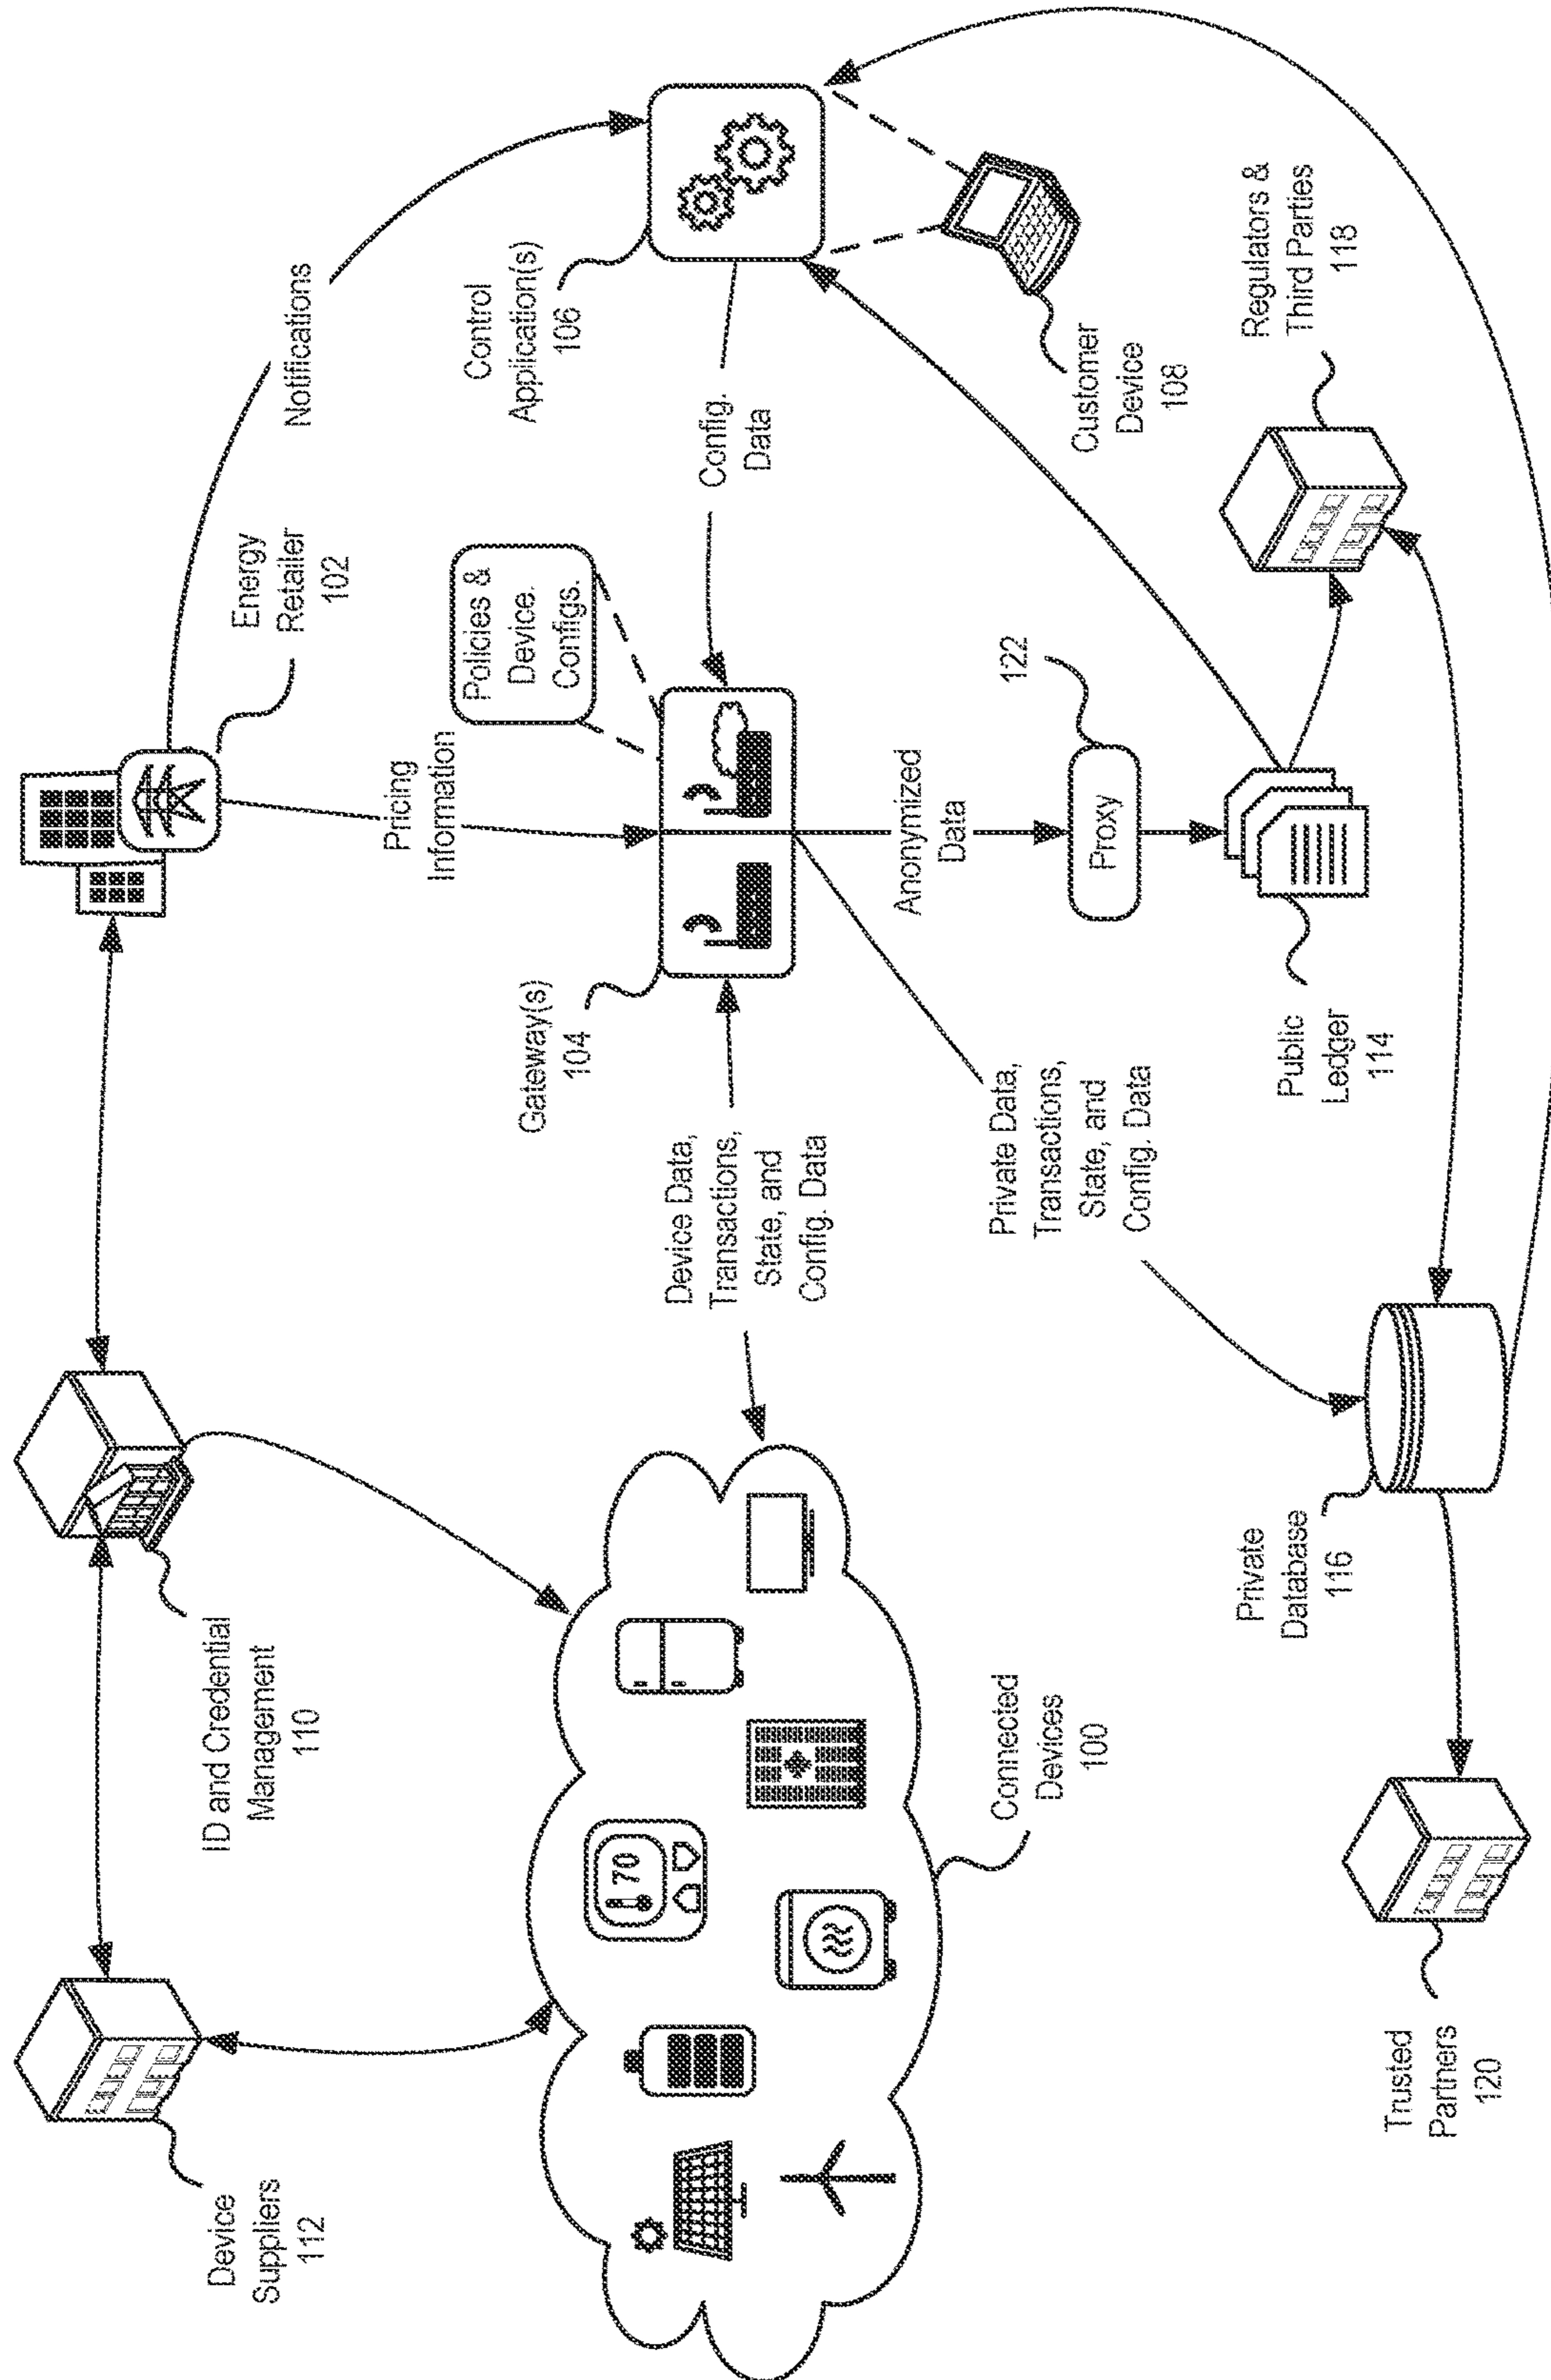 Device
Suppliers
112
ID and Credential
Management
110
Energy
Retailer
102
Notifications
Pricing
Information
Policies &
Device.
Configs.
Control
Application(s)
106
Gateway(s)
104
Config.
Data
70
Device Data,
Transactions,
State, and
Config. Data
Anonymized
Data
Connected
Devices
100
Private Data,
Transactions,
State, and
Config. Data
122
Proxy
Customer
Device
108
Private
Database
116
Public
Ledger
114
Regulators &
Third Parties
118
Trusted
Partners
120